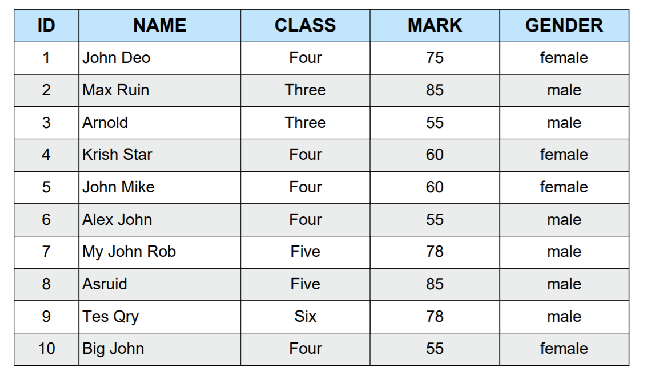 ID NAME CLASS MARK GENDER
1 John Deo Four 75 female
2 Max Ruin Three 85 male
3 Arnold Three 55 male
4 Krish Star Four 60 female
5 John Mike Four 60 female
6 Alex John Four 55 male
7 My John Rob Five 78 male
8 Asruid Five 85 male
9 Tes Qry Six 78 male
10 Big John Four 55 female